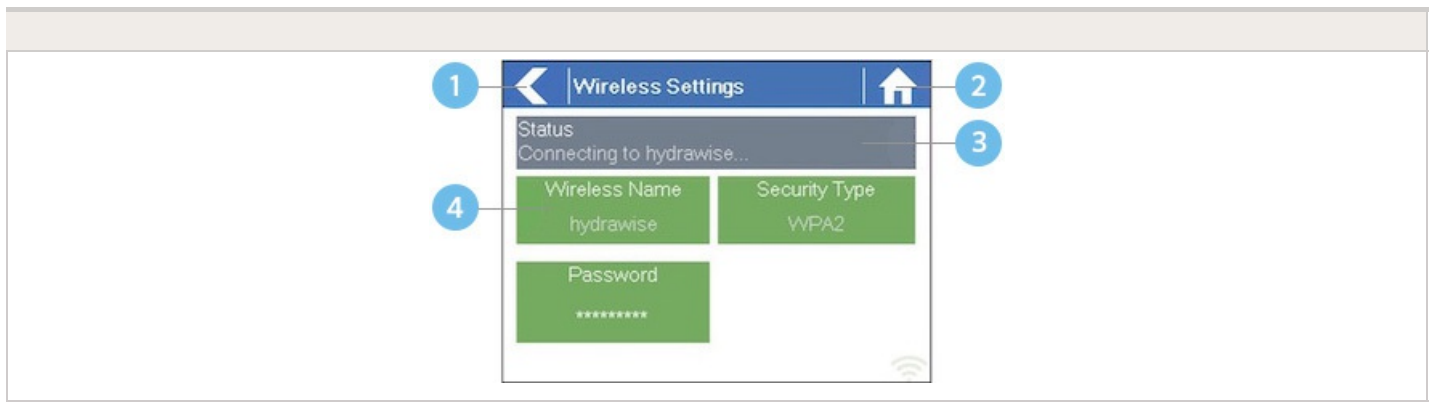 1
Wireless Settings
2
Status
Connecting to hydrawise...
3
4
Wireless Name
hydrawise
Security Type
WPA2
Password
*********